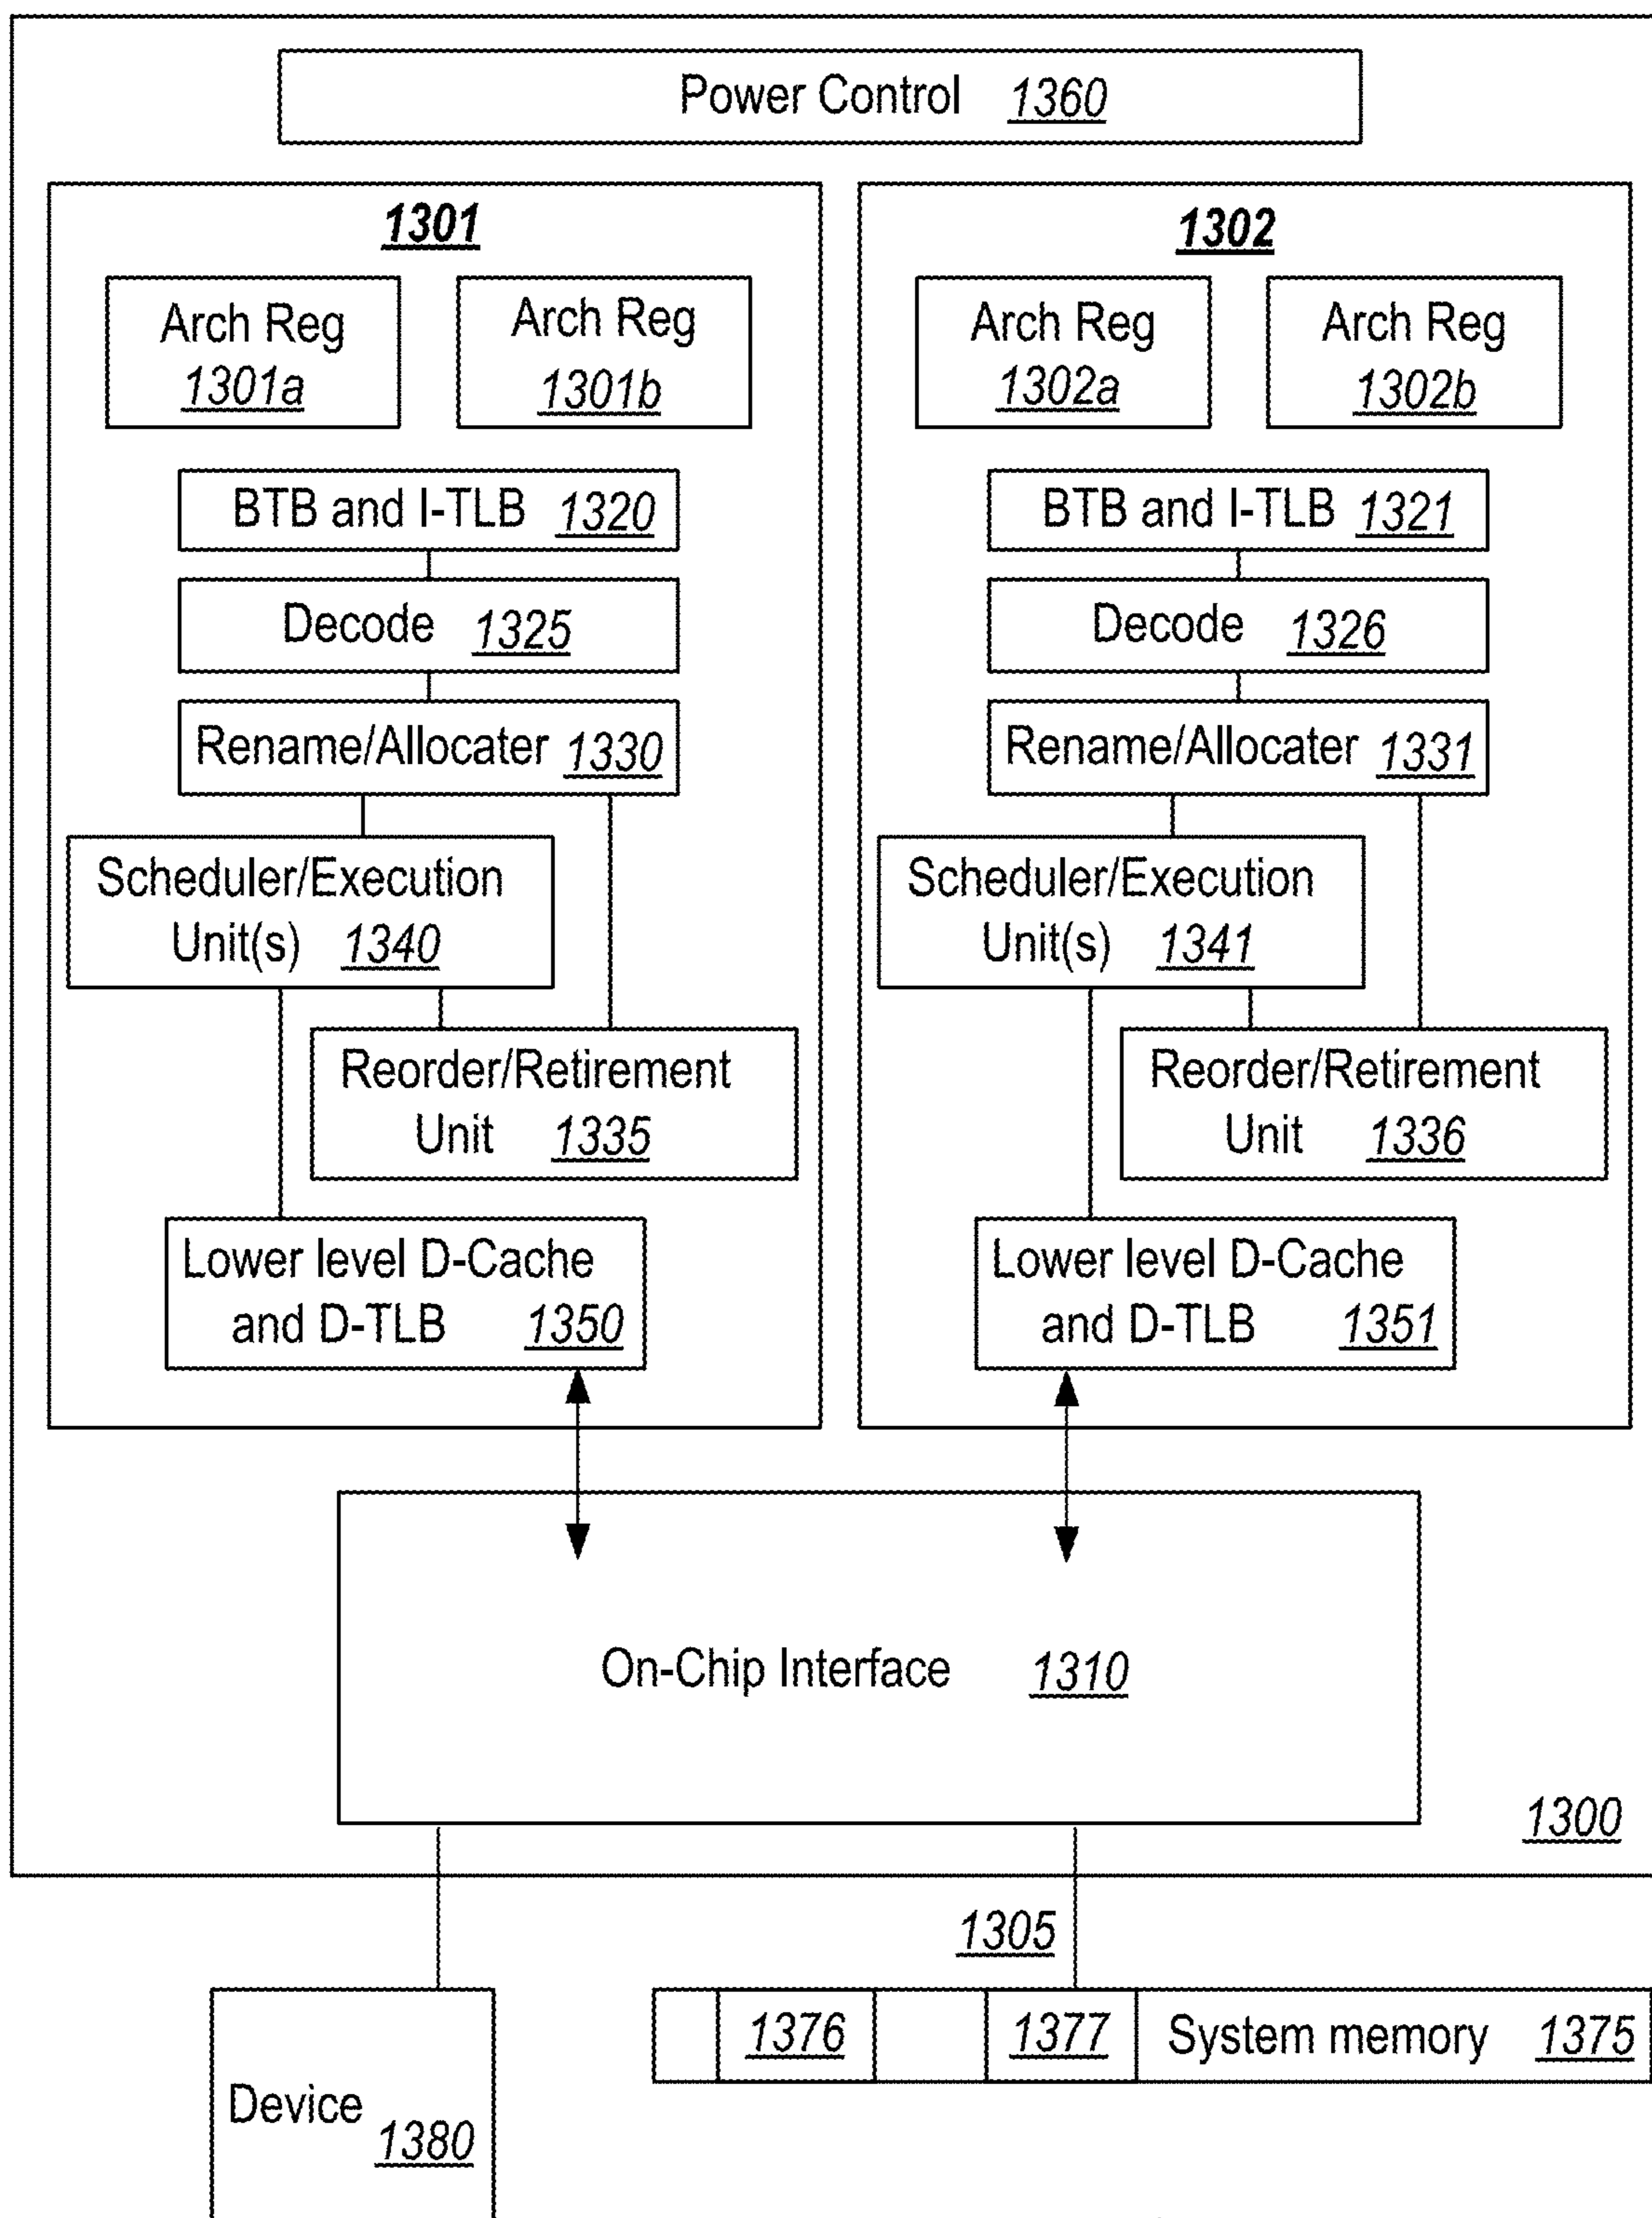 Power Control 1360
1301
Arch Reg
1301a
Arch Reg
1301b
BTB and I-TLB 1320
Decode 1325
Rename/Allocater 1330
Scheduler/Execution
Unit(s) 1340
Reorder/Retirement
Unit 1335
Lower level D-Cache
and D-TLB 1350
1302
Arch Reg
1302a
Arch Reg
1302b
BTB and I-TLB 1321
Decode 1326
Rename/Allocater 1331
Scheduler/Execution
Unit(s) 1341
Reorder/Retirement
Unit 1336
Lower level D-Cache
and D-TLB 1351
On-Chip Interface 1310
1300
1305
1376
1377
System memory 1375
Device 1380